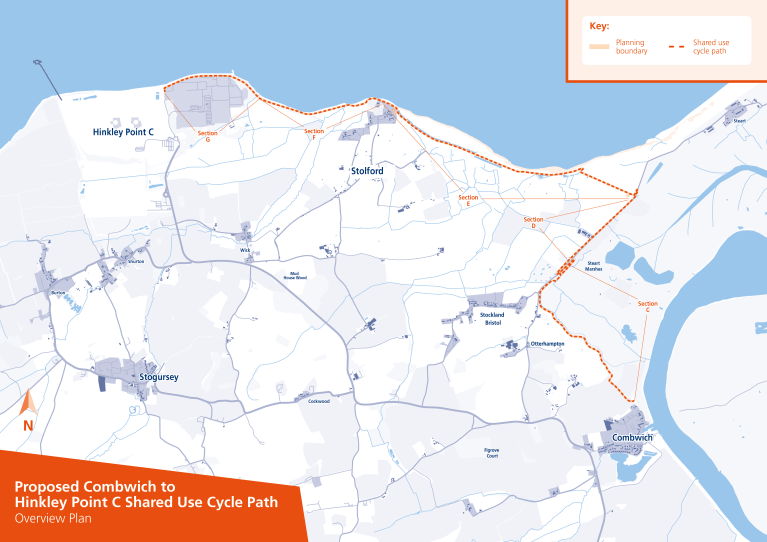 Key:
Planning
boundary
Shared use
cycle path
Steart
Hinkley Point C
Section
G
Section
F
Stolford
Section
E
Section
D
Wick
Shurton
Steart
Marshes
Mud
House Wood
Burton
Section
C
Stockland
Bristol
Otterhampton
Stogursey
Cockwood
N
Combwich
Figrove
Court
Proposed Combwich to
Hinkley Point C Shared Use Cycle Path
Overview Plan